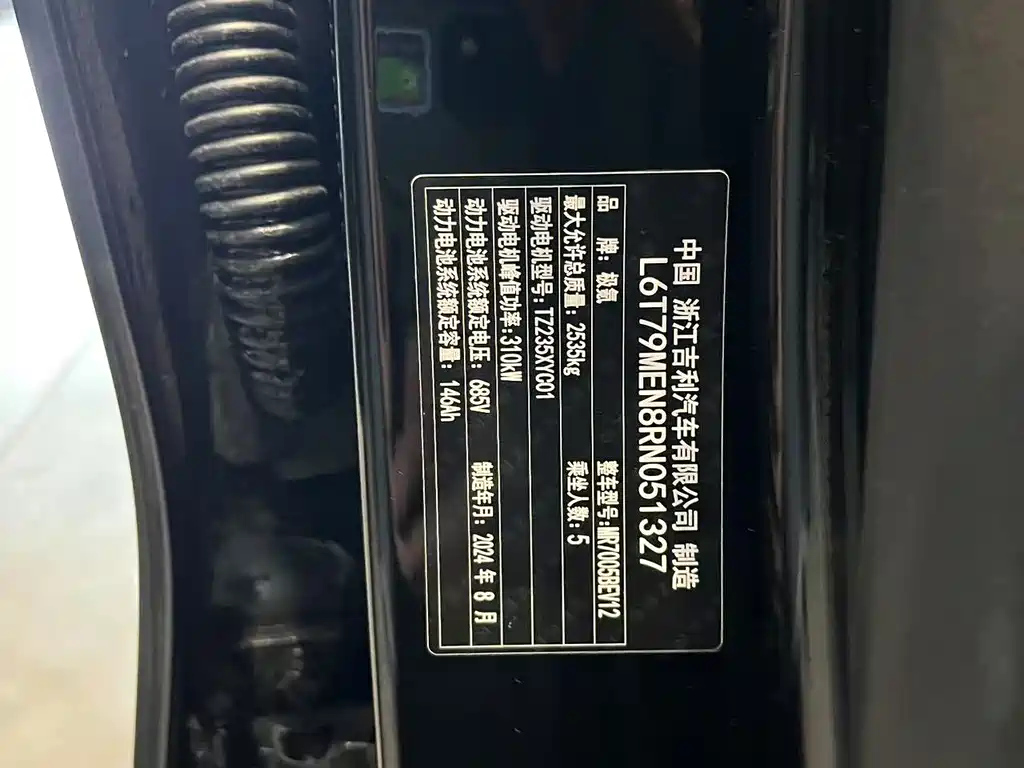 中国 浙江吉利汽车有限公司 制造
L6T79MEN8RN051327
品 牌：极氪 整车型号：MR7005BEV12
最大允许总质量：2535kg 乘坐人数：5
驱动电机型号：TZ235XYC01
驱动电机峰值功率：310kW
动力电池系统额定电压：685V 制造年月：2024 年 8 月
动力电池系统额定容量：146Ah